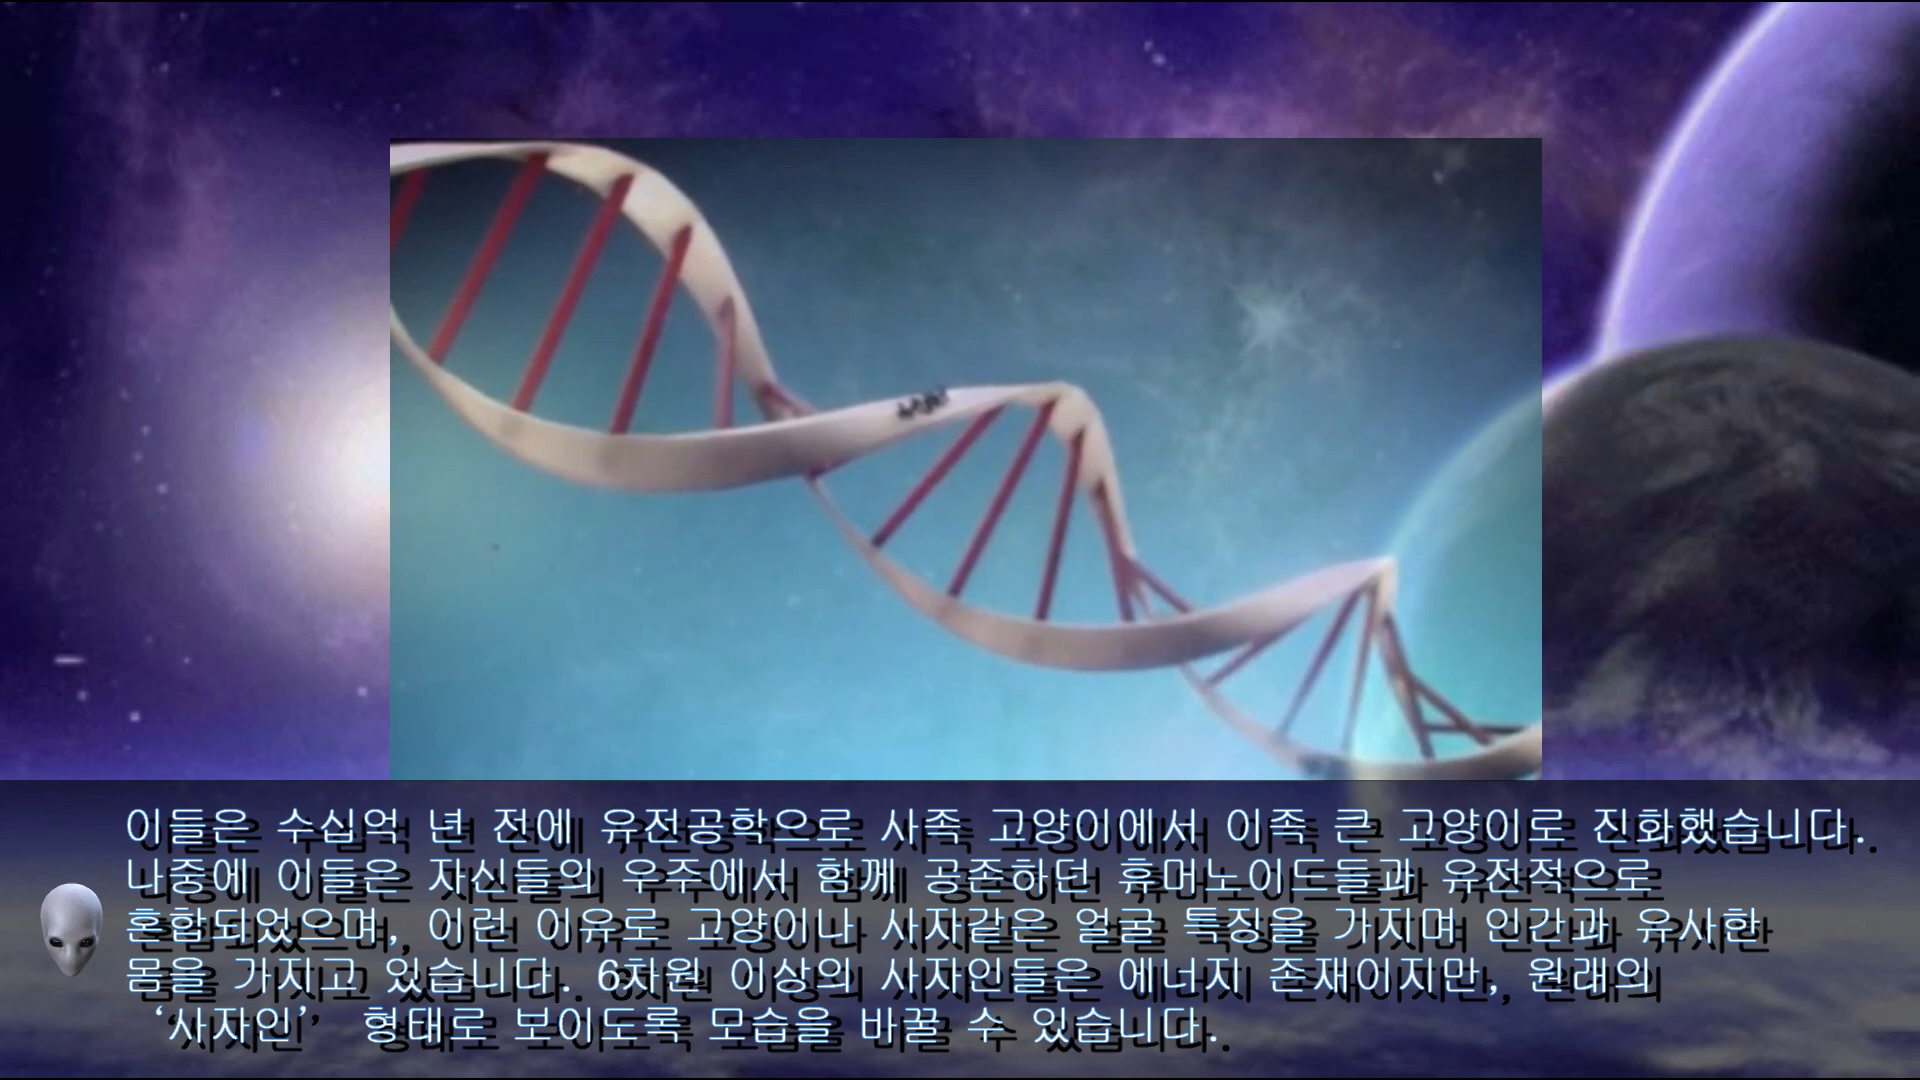 이들은 수십억 년 전에 유전공학으로 사족 고양이에서 이족 큰 고양이로 진화했습니다.
나중에 이들은 자신들의 우주에서 함께 공존하던 휴머노이드들과 유전적으로
혼합되었으며, 이런 이유로 고양이나 사자같은 얼굴 특징을 가지며 인간과 유사한
몸을 가지고 있습니다. 6차원 이상의 사자인들은 에너지 존재이지만, 원래의
‘사자인’ 형태로 보이도록 모습을 바꿀 수 있습니다.